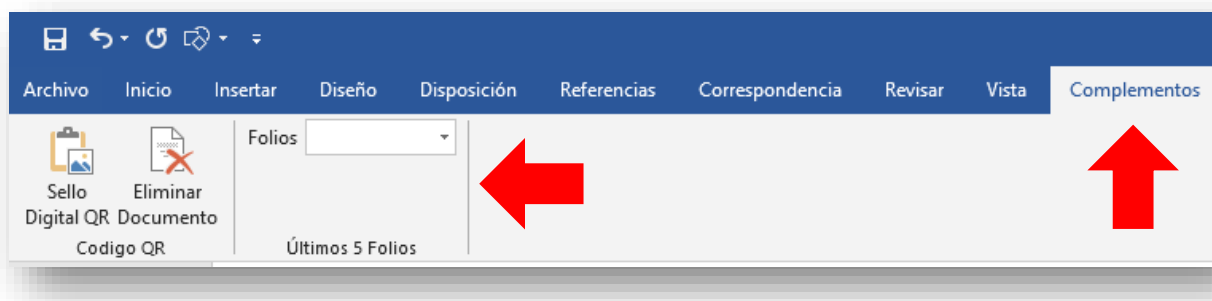 Archivo Inicio Insertar Diseño Disposición Referencias Correspondencia Revisar Vista Complementos
Folios
Sello Eliminar
Digital QR Documento
Codigo QR Últimos 5 Folios